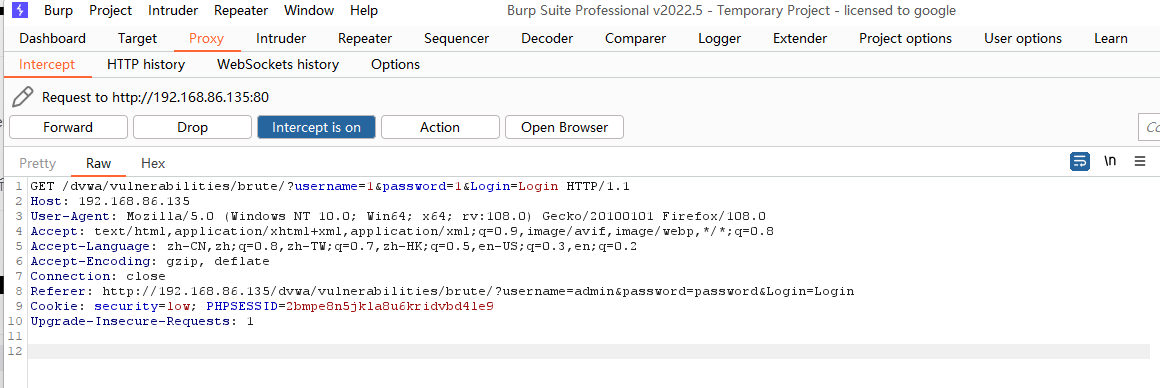 Burp Project Intruder Repeater Window Help Burp Suite Professional v2022.5 - Temporary Project - licensed to google
Dashboard Target Proxy Intruder Repeater Sequencer Decoder Comparer Logger Extender Project options User options Learn
Intercept HTTP history WebSockets history Options
Request to http://192.168.86.135:80
Forward Drop Intercept is on Action Open Browser
Pretty Raw Hex \n
1 GET /dvwa/vulnerabilities/brute/?username=1&password=1&Login=Login HTTP/1.1
2 Host: 192.168.86.135
3 User-Agent: Mozilla/5.0 (Windows NT 10.0; Win64; x64; rv:108.0) Gecko/20100101 Firefox/108.0
4 Accept: text/html,application/xhtml+xml,application/xml;q=0.9,image/avif,image/webp,*/*;q=0.8
5 Accept-Language: zh-CN,zh;q=0.8,zh-TW;q=0.7,zh-HK;q=0.5,en-US;q=0.3,en;q=0.2
6 Accept-Encoding: gzip, deflate
7 Connection: close
8 Referer: http://192.168.86.135/dvwa/vulnerabilities/brute/?username=admin&password=password&Login=Login
9 Cookie: security=low; PHPSESSID=2bmpe8n5jkla8u6kridvbd4le9
10 Upgrade-Insecure-Requests: 1
11
12